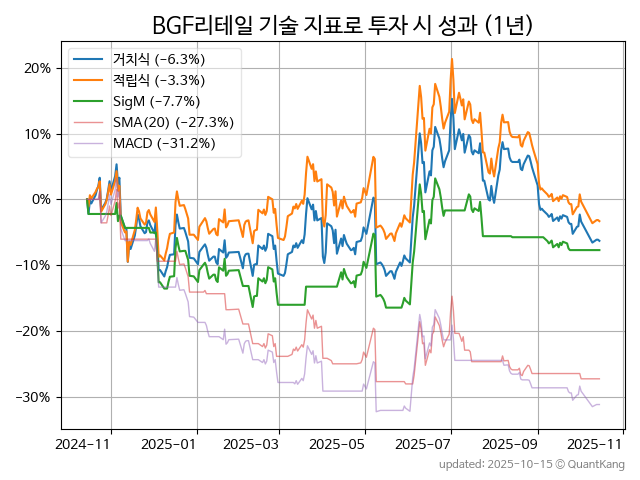 BGF리테일 기술 지표로 투자 시 성과 (1년)
거치식 (-6.3%)
적립식 (-3.3%)
SigM (-7.7%)
SMA(20) (-27.3%)
MACD (-31.2%)
20%
10%
0%
-10%
-20%
-30%
2024-11 2025-01 2025-03 2025-05 2025-07 2025-09 2025-11
updated: 2025-10-15 © QuantKang